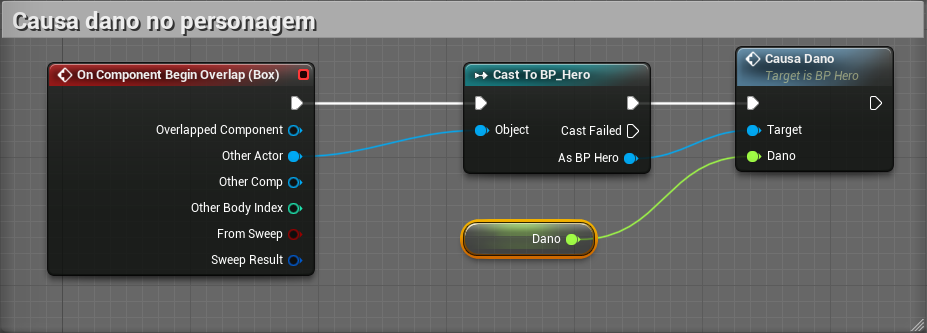 Causa dano no personagem
On Component Begin Overlap (Box)
Overlapped Component
Other Actor
Other Comp
Other Body Index
From Sweep
Sweep Result
Cast To BP_Hero
Object
Cast Failed
As BP Hero
Dano
Causa Dano
Target is BP Hero
Target
Dano